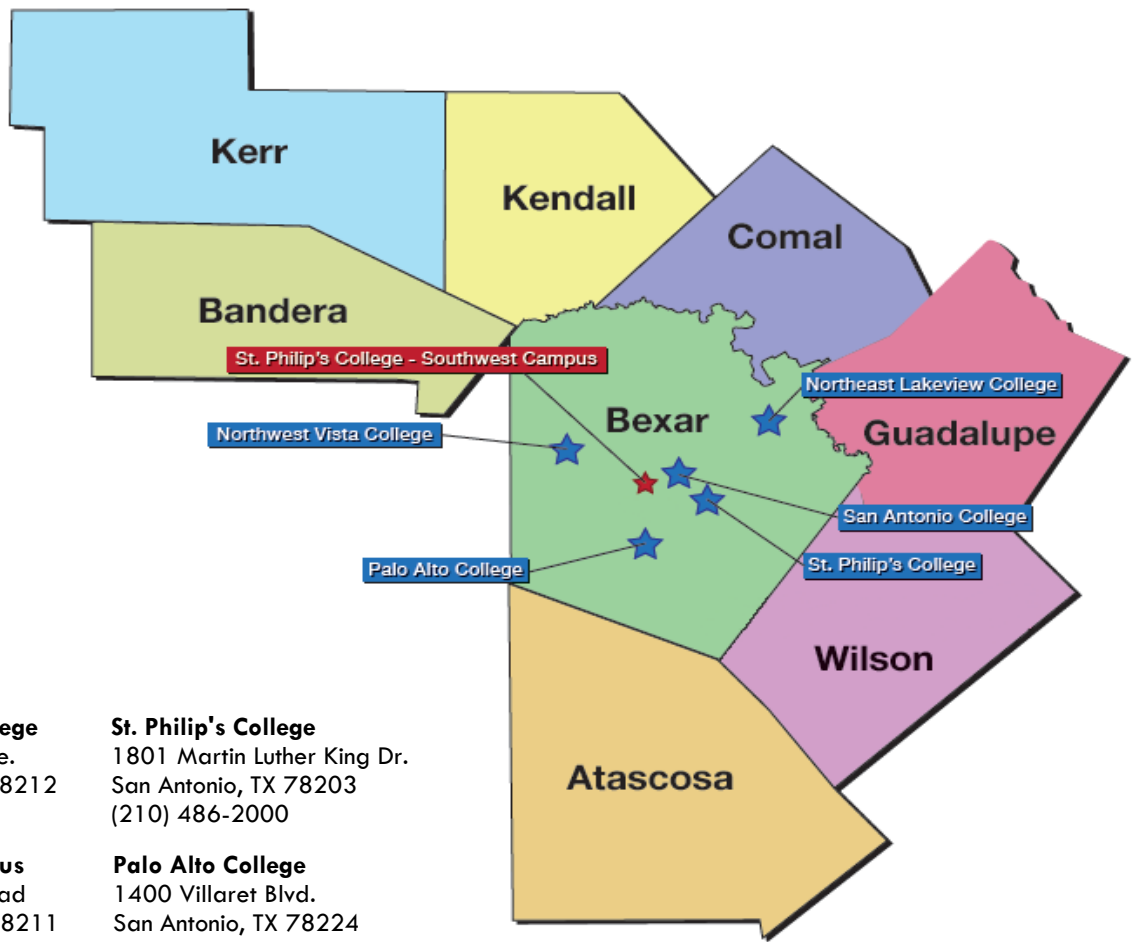 Kerr
Kendall
Comal
Bandera
St. Philip's College - Southwest Campus
Northeast Lakeview College
Bexar
Guadalupe
Northwest Vista College
San Antonio College
St. Philip's College
Palo Alto College
Wilson
Atascosa
ege
e.
8212
St. Philip's College
1801 Martin Luther King Dr.
San Antonio, TX 78203
(210) 486-2000
us
ad
8211
Palo Alto College
1400 Villaret Blvd.
San Antonio, TX 78224